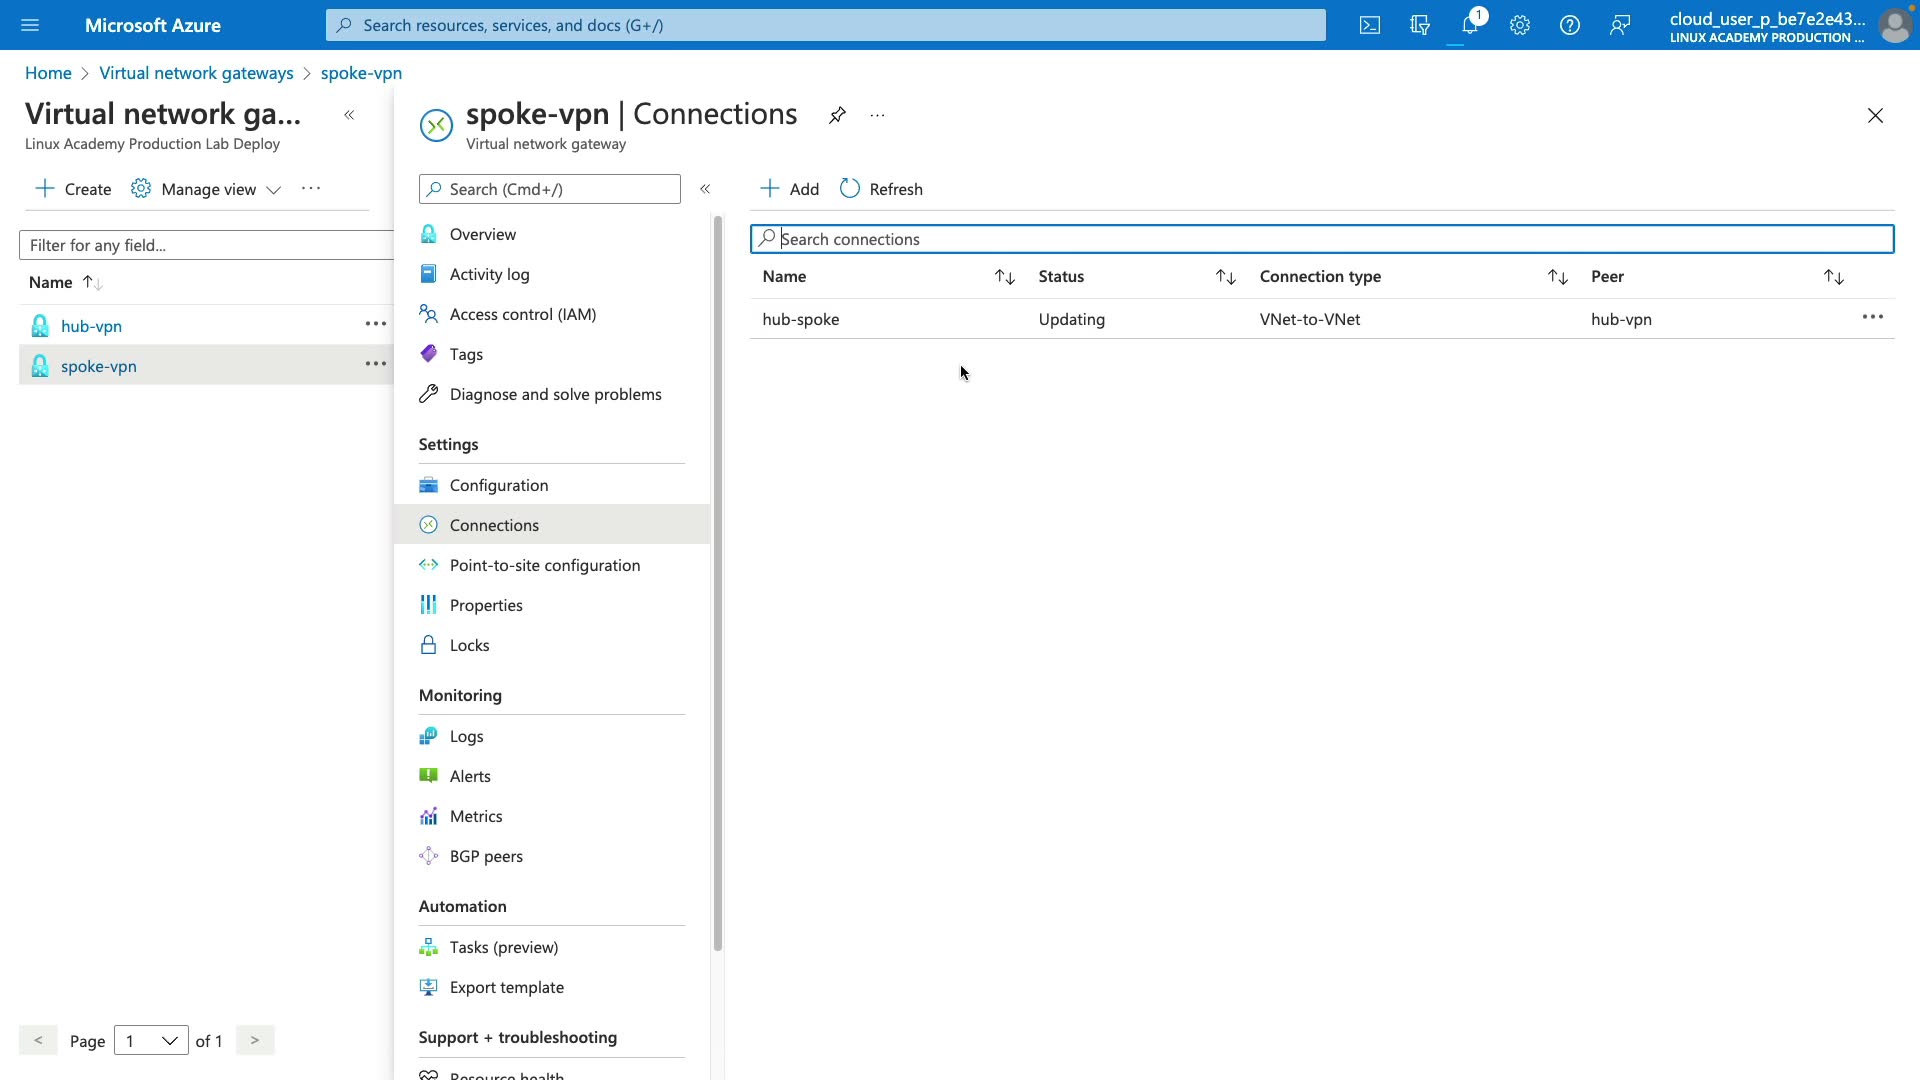 Microsoft Azure
Search resources, services, and docs (G+/)
1
cloud_user_p_be7e2e43...
LINUX ACADEMY PRODUCTION ...
Home > Virtual network gateways > spoke-vpn
Virtual network ga...
Linux Academy Production Lab Deploy
Create
Manage view
Filter for any field...
Name
hub-vpn
spoke-vpn
Page 1 of 1
spoke-vpn | Connections
Virtual network gateway
Search (Cmd+/)
Overview
Activity log
Access control (IAM)
Tags
Diagnose and solve problems
Settings
Configuration
Connections
Point-to-site configuration
Properties
Locks
Monitoring
Logs
Alerts
Metrics
BGP peers
Automation
Tasks (preview)
Export template
Support + troubleshooting
Resource health
Add
Refresh
Search connections
Name Status Connection type Peer
hub-spoke Updating VNet-to-VNet hub-vpn